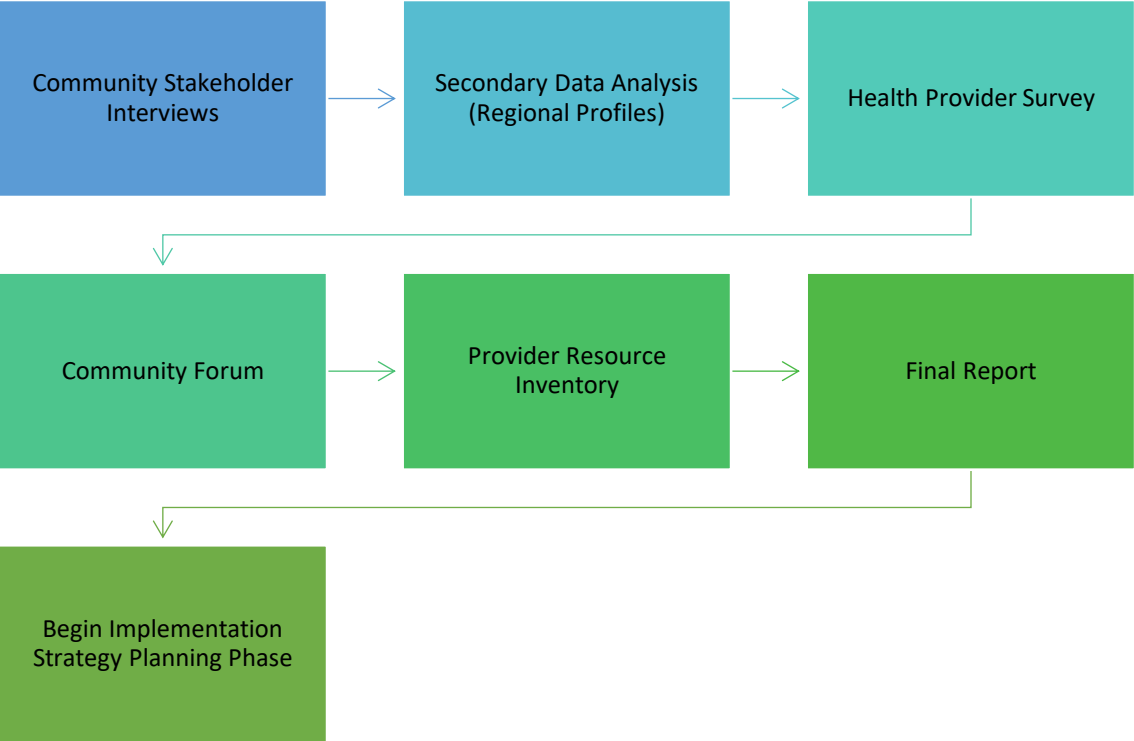 Community Stakeholder
Interviews
Secondary Data Analysis
(Regional Profiles)
Health Provider Survey
Community Forum
Provider Resource
Inventory
Final Report
Begin Implementation
Strategy Planning Phase